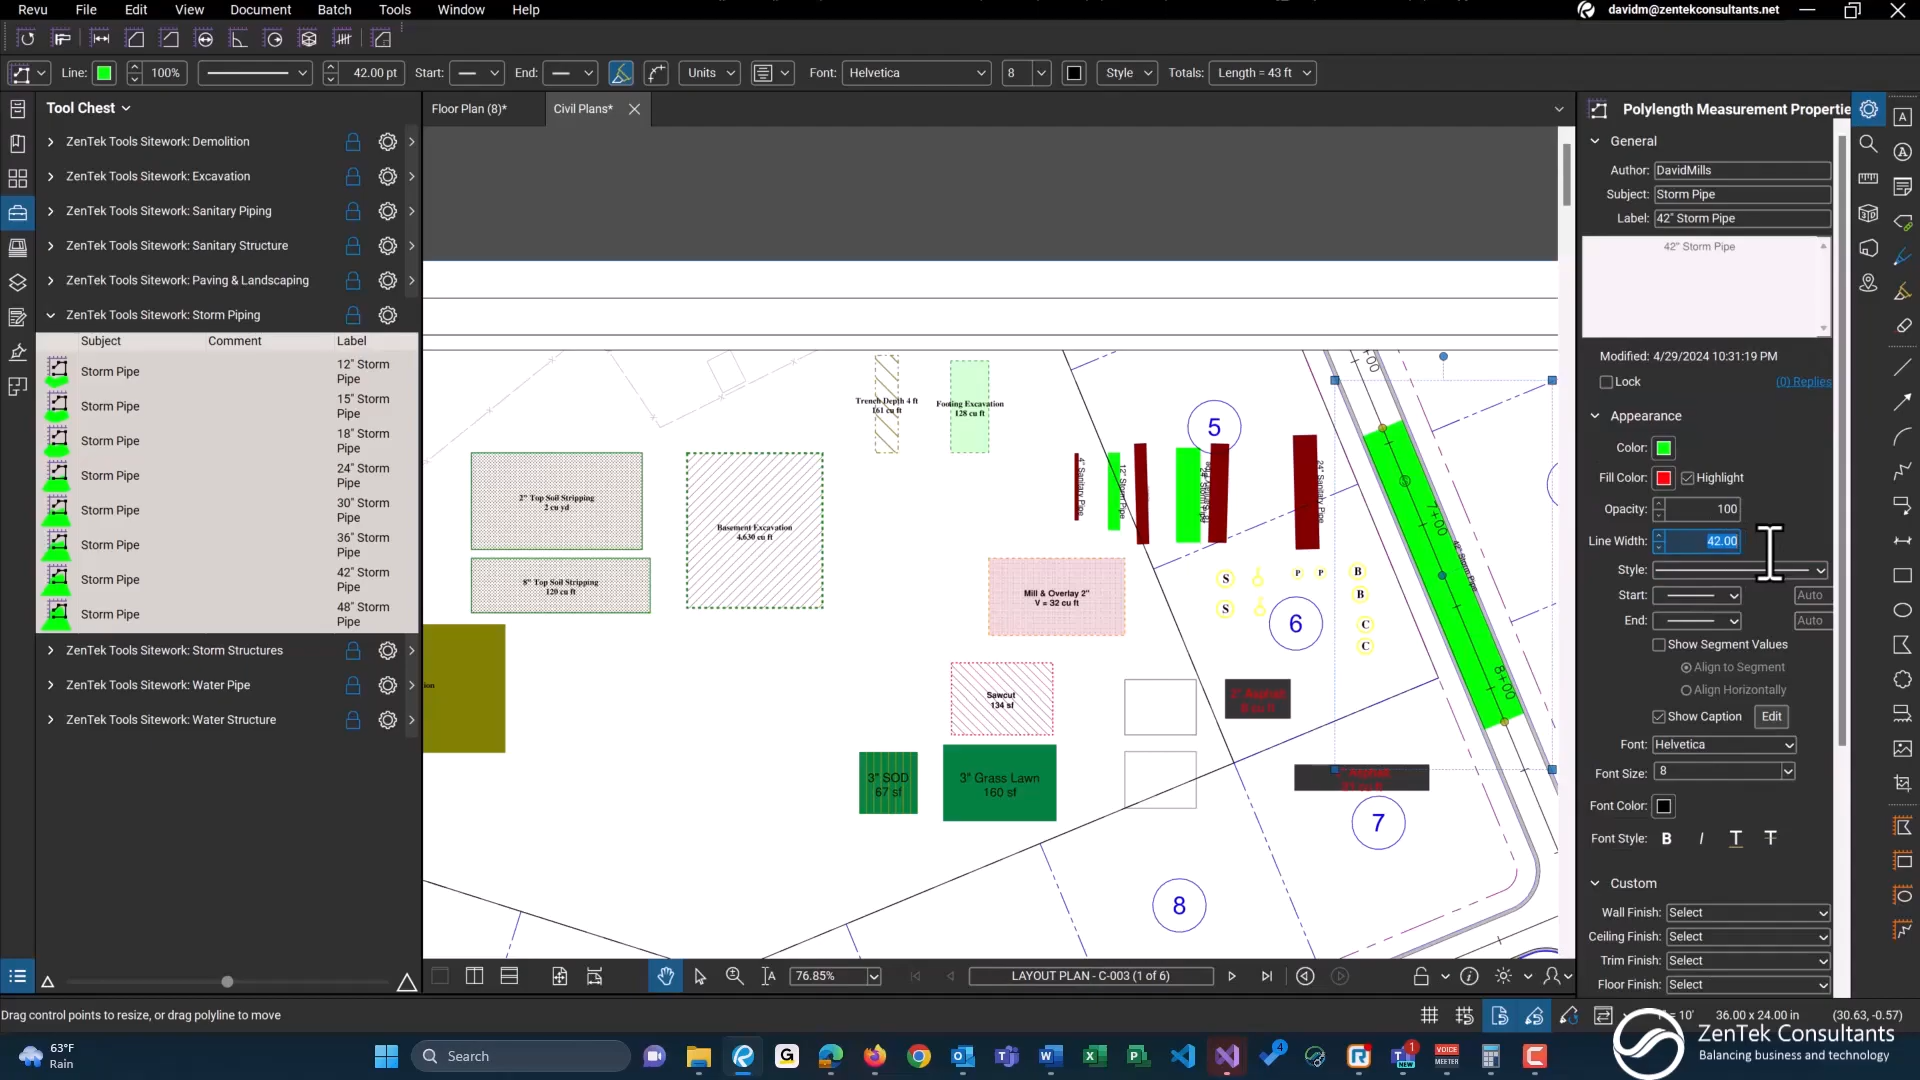 Revu File Edit View Document Batch Tools Window Help davidm@zentekconsultants.net
Line: 100% 42.00 pt Start: End: Units Font: Helvetica 8 Style Totals: Length = 43 ft
Tool Chest
ZenTek Tools Sitework: Demolition
ZenTek Tools Sitework: Excavation
ZenTek Tools Sitework: Sanitary Piping
ZenTek Tools Sitework: Sanitary Structure
ZenTek Tools Sitework: Paving & Landscaping
ZenTek Tools Sitework: Storm Piping
Subject Comment Label
Storm Pipe 12" Storm Pipe
Storm Pipe 15" Storm Pipe
Storm Pipe 18" Storm Pipe
Storm Pipe 24" Storm Pipe
Storm Pipe 30" Storm Pipe
Storm Pipe 36" Storm Pipe
Storm Pipe 42" Storm Pipe
Storm Pipe 48" Storm Pipe
ZenTek Tools Sitework: Storm Structures
ZenTek Tools Sitework: Water Pipe
ZenTek Tools Sitework: Water Structure
Floor Plan (8)* Civil Plans*
Trench Depth 4 ft
161 cu ft
Footing Excavation
128 cu ft
2" Top Soil Stripping
2 cu yd
8" Top Soil Stripping
120 cu ft
Basement Excavation
4,630 cu ft
4" Sanitary Pipe
12" Storm Pipe
24" Storm Pipe
24" Sanitary Pipe
42" Storm Pipe
7+00
8+00
5
6
7
8
Mill & Overlay 2"
V = 32 cu ft
S P P B
S B
C
C
Sawcut
134 sf
3" SOD
67 sf
3" Grass Lawn
160 sf
76.85% LAYOUT PLAN - C-003 (1 of 6)
Polylength Measurement Propertie
General
Author: DavidMills
Subject: Storm Pipe
Label: 42" Storm Pipe
42" Storm Pipe
Modified: 4/29/2024 10:31:19 PM
Lock (0) Replies
Appearance
Color:
Fill Color: Highlight
Opacity: 100
Line Width: 42.00
Style:
Start: Auto
End: Auto
Show Segment Values
Align to Segment
Align Horizontally
Show Caption Edit
Font: Helvetica
Font Size: 8
Font Color:
Font Style: B I T T
Custom
Wall Finish: Select
Ceiling Finish: Select
Trim Finish: Select
Floor Finish: Select
Drag control points to resize, or drag polyline to move
36.00 x 24.00 in (30.63, -0.57)
63°F
Rain
Search
ZenTek Consultants
Balancing business and technology